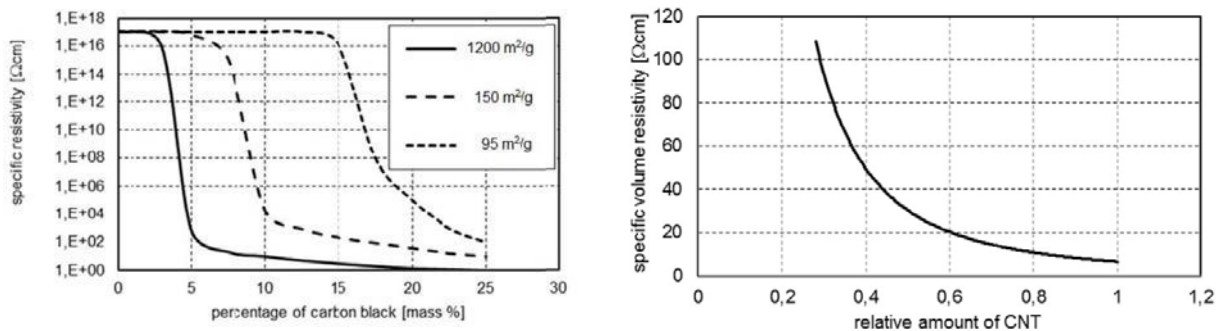 specific resistivity [Ωcm]
1,E+18
1,E+16
1,E+14
1,E+12
1,E+10
1,E+08
1,E+06
1,E+04
1,E+02
1,E+00
0 5 10 15 20 25 30
percentage of carbon black [mass %]
1200 m²/g
150 m²/g
95 m²/g
specific volume resistivity [Ωcm]
120
100
80
60
40
20
0
0 0,2 0,4 0,6 0,8 1 1,2
relative amount of CNT